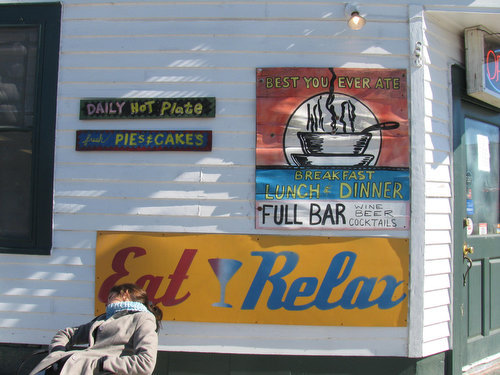 DAILY HOT Plate
fresh PIES & CAKES
BEST YOU EVER ATE
BREAKFAST
LUNCH or DINNER
FULL BAR
WINE
BEER
COCKTAILS
Eat Relax